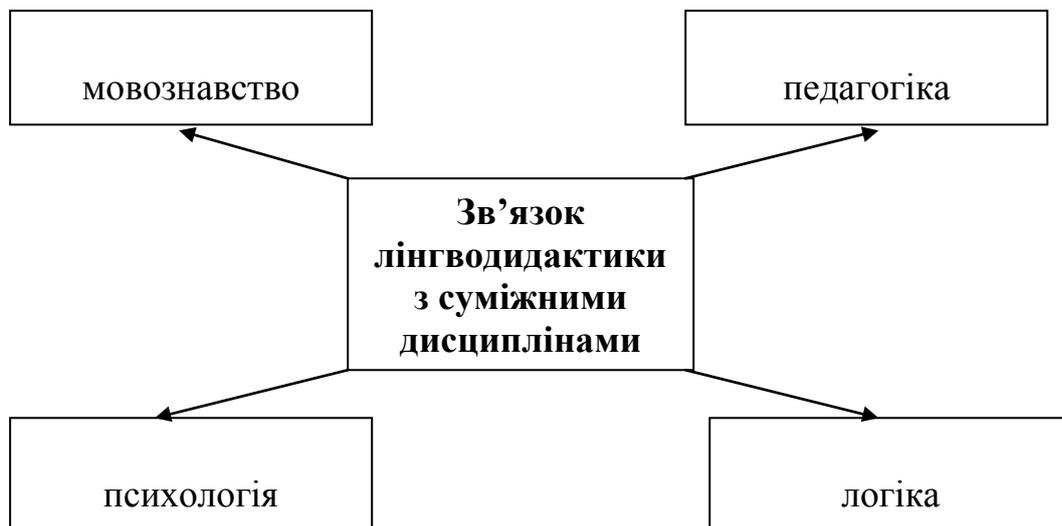 мовознавство
педагогіка
Зв’язок
лінгводидактики
з суміжними
дисциплінами
психологія
логіка